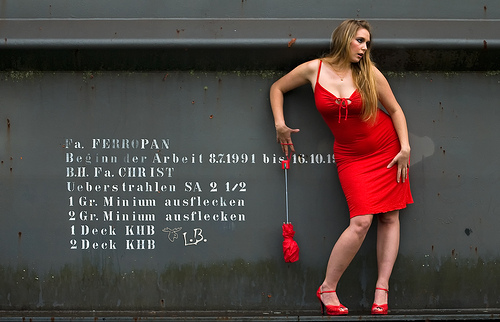 Fa. FERROPAN
Beginn der Arbeit 8.7.1991 bis 16.10.19
B.H. Fa. CHRIST
Ueberstrahlen SA 2 1/2
1 Gr. Minium ausflecken
2 Gr. Minium ausflecken
1 Deck KHB
2 Deck KHB
L.B.